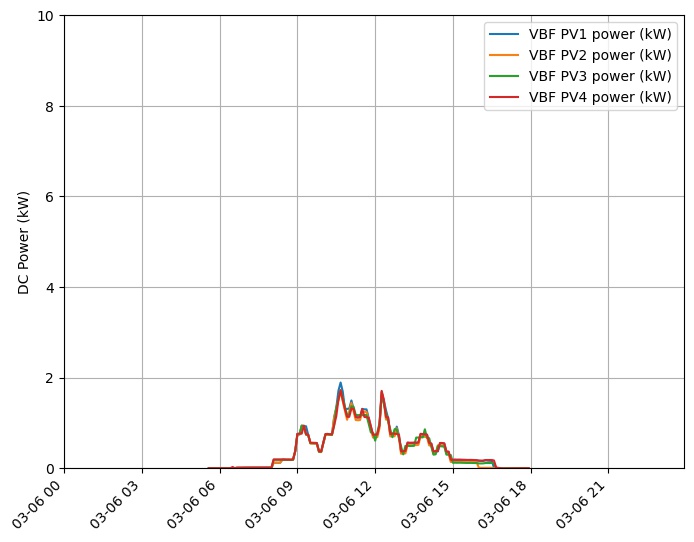 10
8
6
4
2
0
DC Power (kW)
VBF PV1 power (kW)
VBF PV2 power (kW)
VBF PV3 power (kW)
VBF PV4 power (kW)
03-06 00
03-06 03
03-06 06
03-06 09
03-06 12
03-06 15
03-06 18
03-06 21